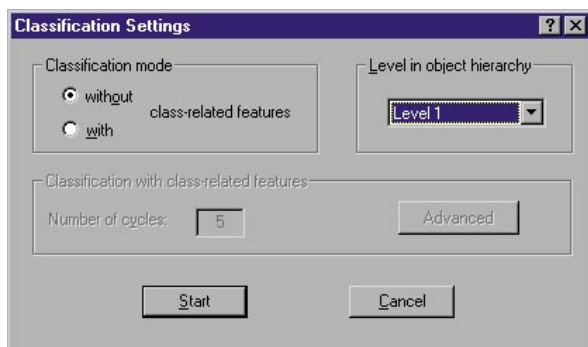 Classification Settings
Classification mode
without
class-related features
with
Level in object hierarchy
Level 1
Classification with class-related features
Number of cycles:
5
Advanced
Start
Cancel